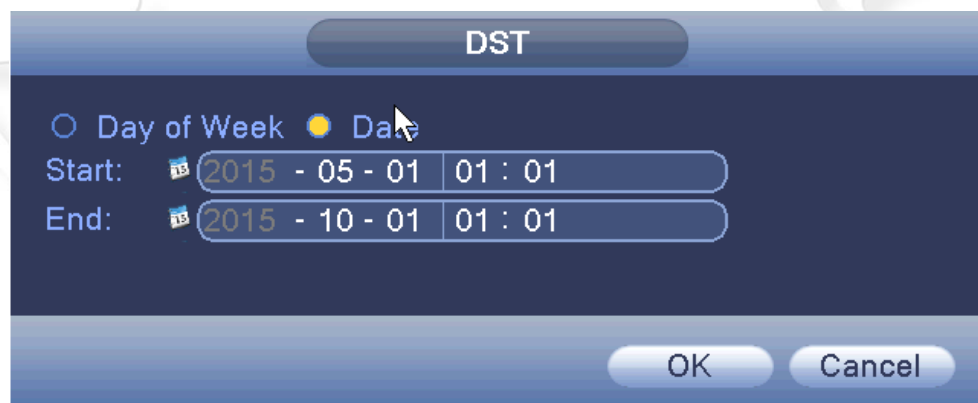 DST
Day of Week Date
Start: 2015 - 05 - 01 01 : 01
End: 2015 - 10 - 01 01 : 01
OK Cancel